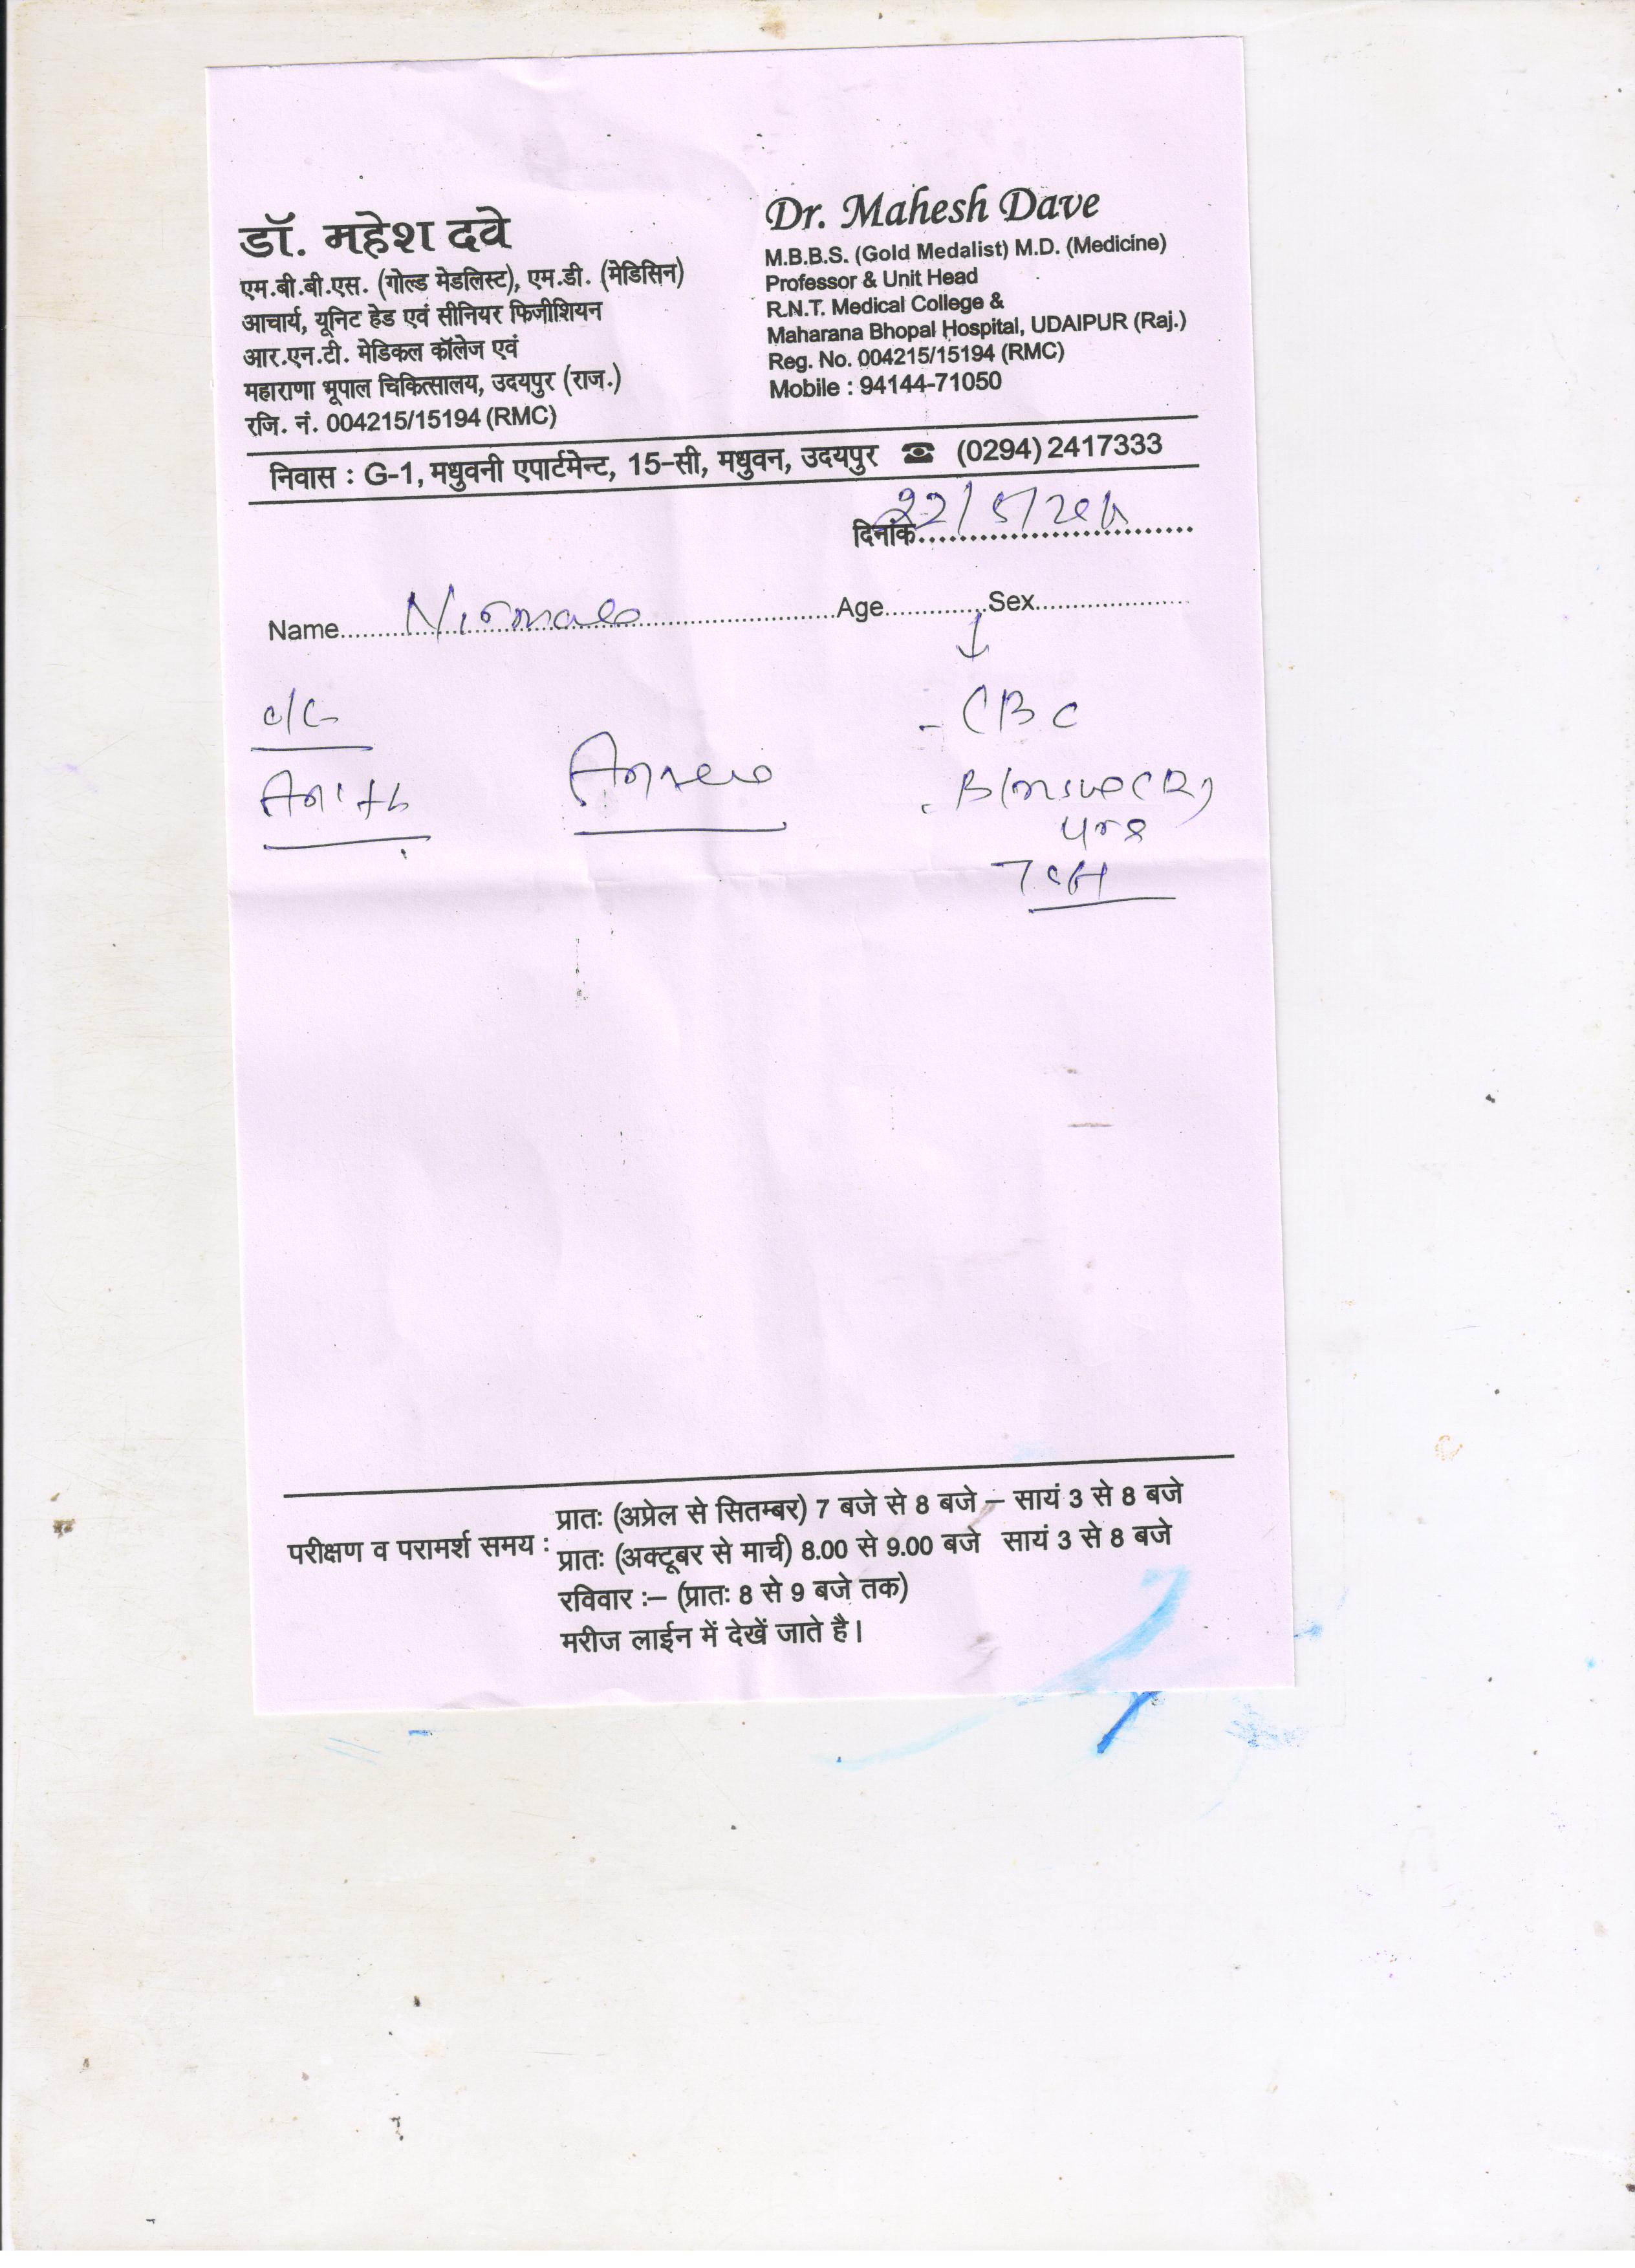 डॉ. महेश दवे
एम.बी.बी.एस. (गोल्ड मेडलिस्ट), एम.डी. (मेडिसिन)
आचार्य, यूनिट हेड एवं सीनियर फिजीशियन
आर.एन.टी. मेडिकल कॉलेज एवं
महाराणा भूपाल चिकित्सालय, उदयपुर (राज.)
रजि. नं. 004215/15194 (RMC)
Dr. Mahesh Dave
M.B.B.S. (Gold Medalist) M.D. (Medicine)
Professor & Unit Head
R.N.T. Medical College &
Maharana Bhopal Hospital, UDAIPUR (Raj.)
Reg. No. 004215/15194 (RMC)
Mobile : 94144-71050
निवास : G-1, मधुवनी एपार्टमेन्ट, 15-सी, मधुवन, उदयपुर ☎ (0294) 2417333
दिनांक 22/5/
Name Age Sex
- CBC
परीक्षण व परामर्श समय :
प्रातः (अप्रेल से सितम्बर) 7 बजे से 8 बजे – सायं 3 से 8 बजे
प्रातः (अक्टूबर से मार्च) 8.00 से 9.00 बजे सायं 3 से 8 बजे
रविवार :– (प्रातः 8 से 9 बजे तक)
मरीज लाईन में देखें जाते है।